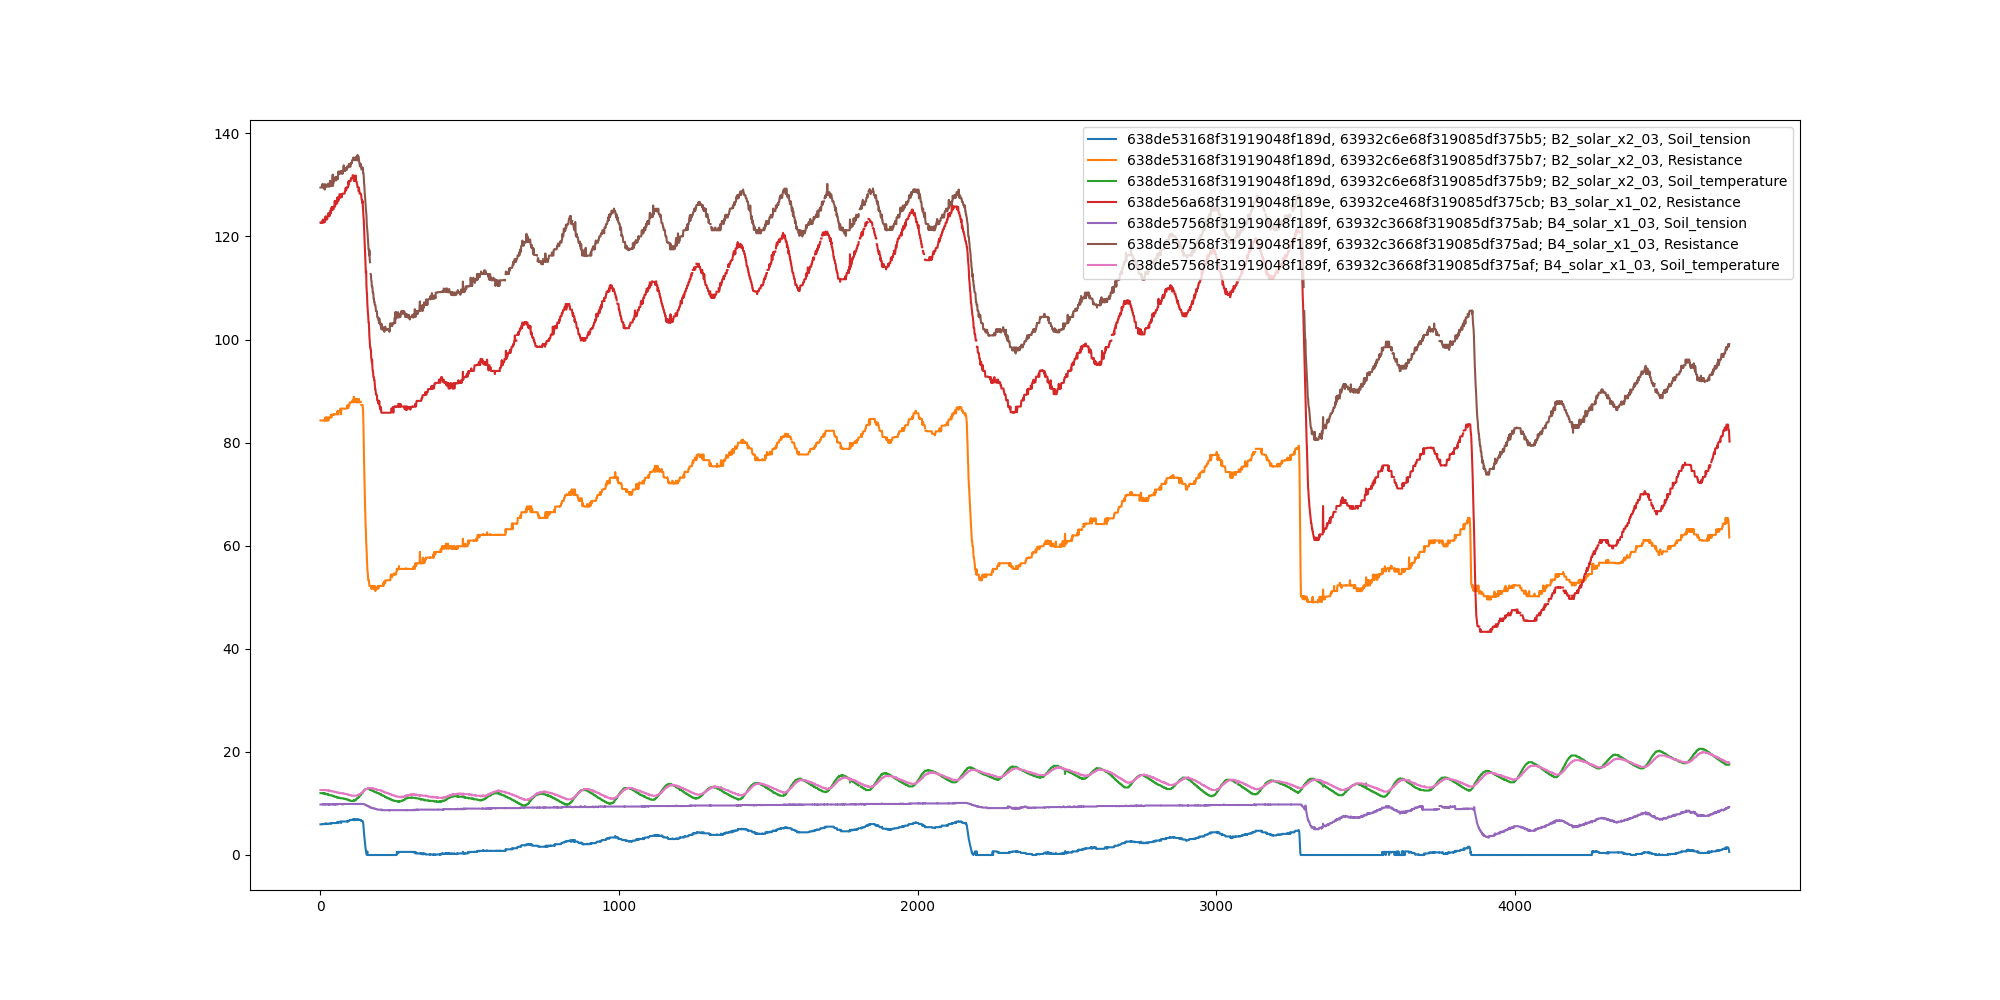 140
120
100
80
60
40
20
0
638de53168f31919048f189d, 63932c6e68f319085df375b5; B2_solar_x2_03, Soil_tension
638de53168f31919048f189d, 63932c6e68f319085df375b7; B2_solar_x2_03, Resistance
638de53168f31919048f189d, 63932c6e68f319085df375b9; B2_solar_x2_03, Soil_temperature
638de56a68f31919048f189e, 63932ce468f319085df375cb; B3_solar_x1_02, Resistance
638de57568f31919048f189f, 63932c3668f319085df375ab; B4_solar_x1_03, Soil_tension
638de57568f31919048f189f, 63932c3668f319085df375ad; B4_solar_x1_03, Resistance
638de57568f31919048f189f, 63932c3668f319085df375af; B4_solar_x1_03, Soil_temperature
0 1000 2000 3000 4000